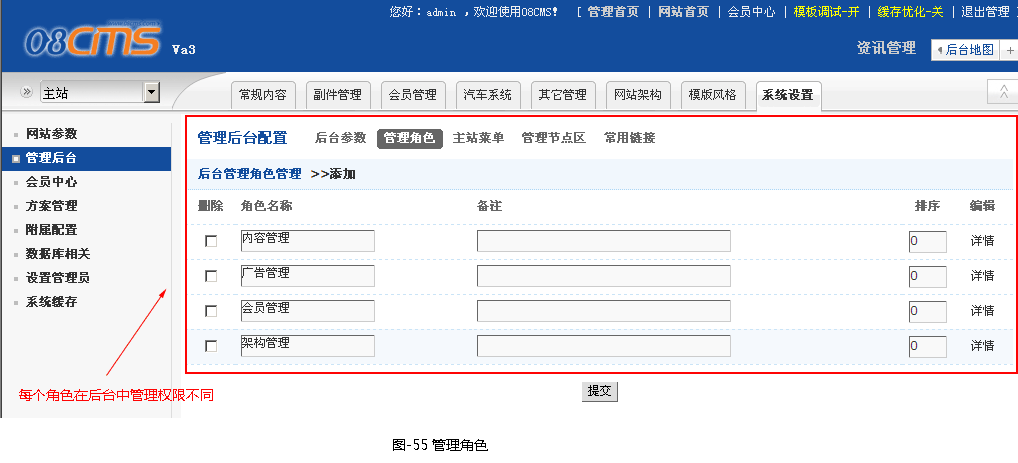 您好：admin ，欢迎使用08CMS！ [ 管理首页 | 网站首页 | 会员中心 | 模板调试-开 | 缓存优化-关 | 退出管理 ]
08CMS Va3
资讯管理 后台地图 +
主站
常规内容 副件管理 会员管理 汽车系统 其它管理 网站架构 模版风格 系统设置
网站参数
管理后台
会员中心
方案管理
附属配置
数据库相关
设置管理员
系统缓存
管理后台配置 后台参数 管理角色 主站菜单 管理节点区 常用链接
后台管理角色管理 >>添加
删除 角色名称 备注 排序 编辑
内容管理 0 详情
广告管理 0 详情
会员管理 0 详情
架构管理 0 详情
每个角色在后台中管理权限不同
提交
图-55 管理角色